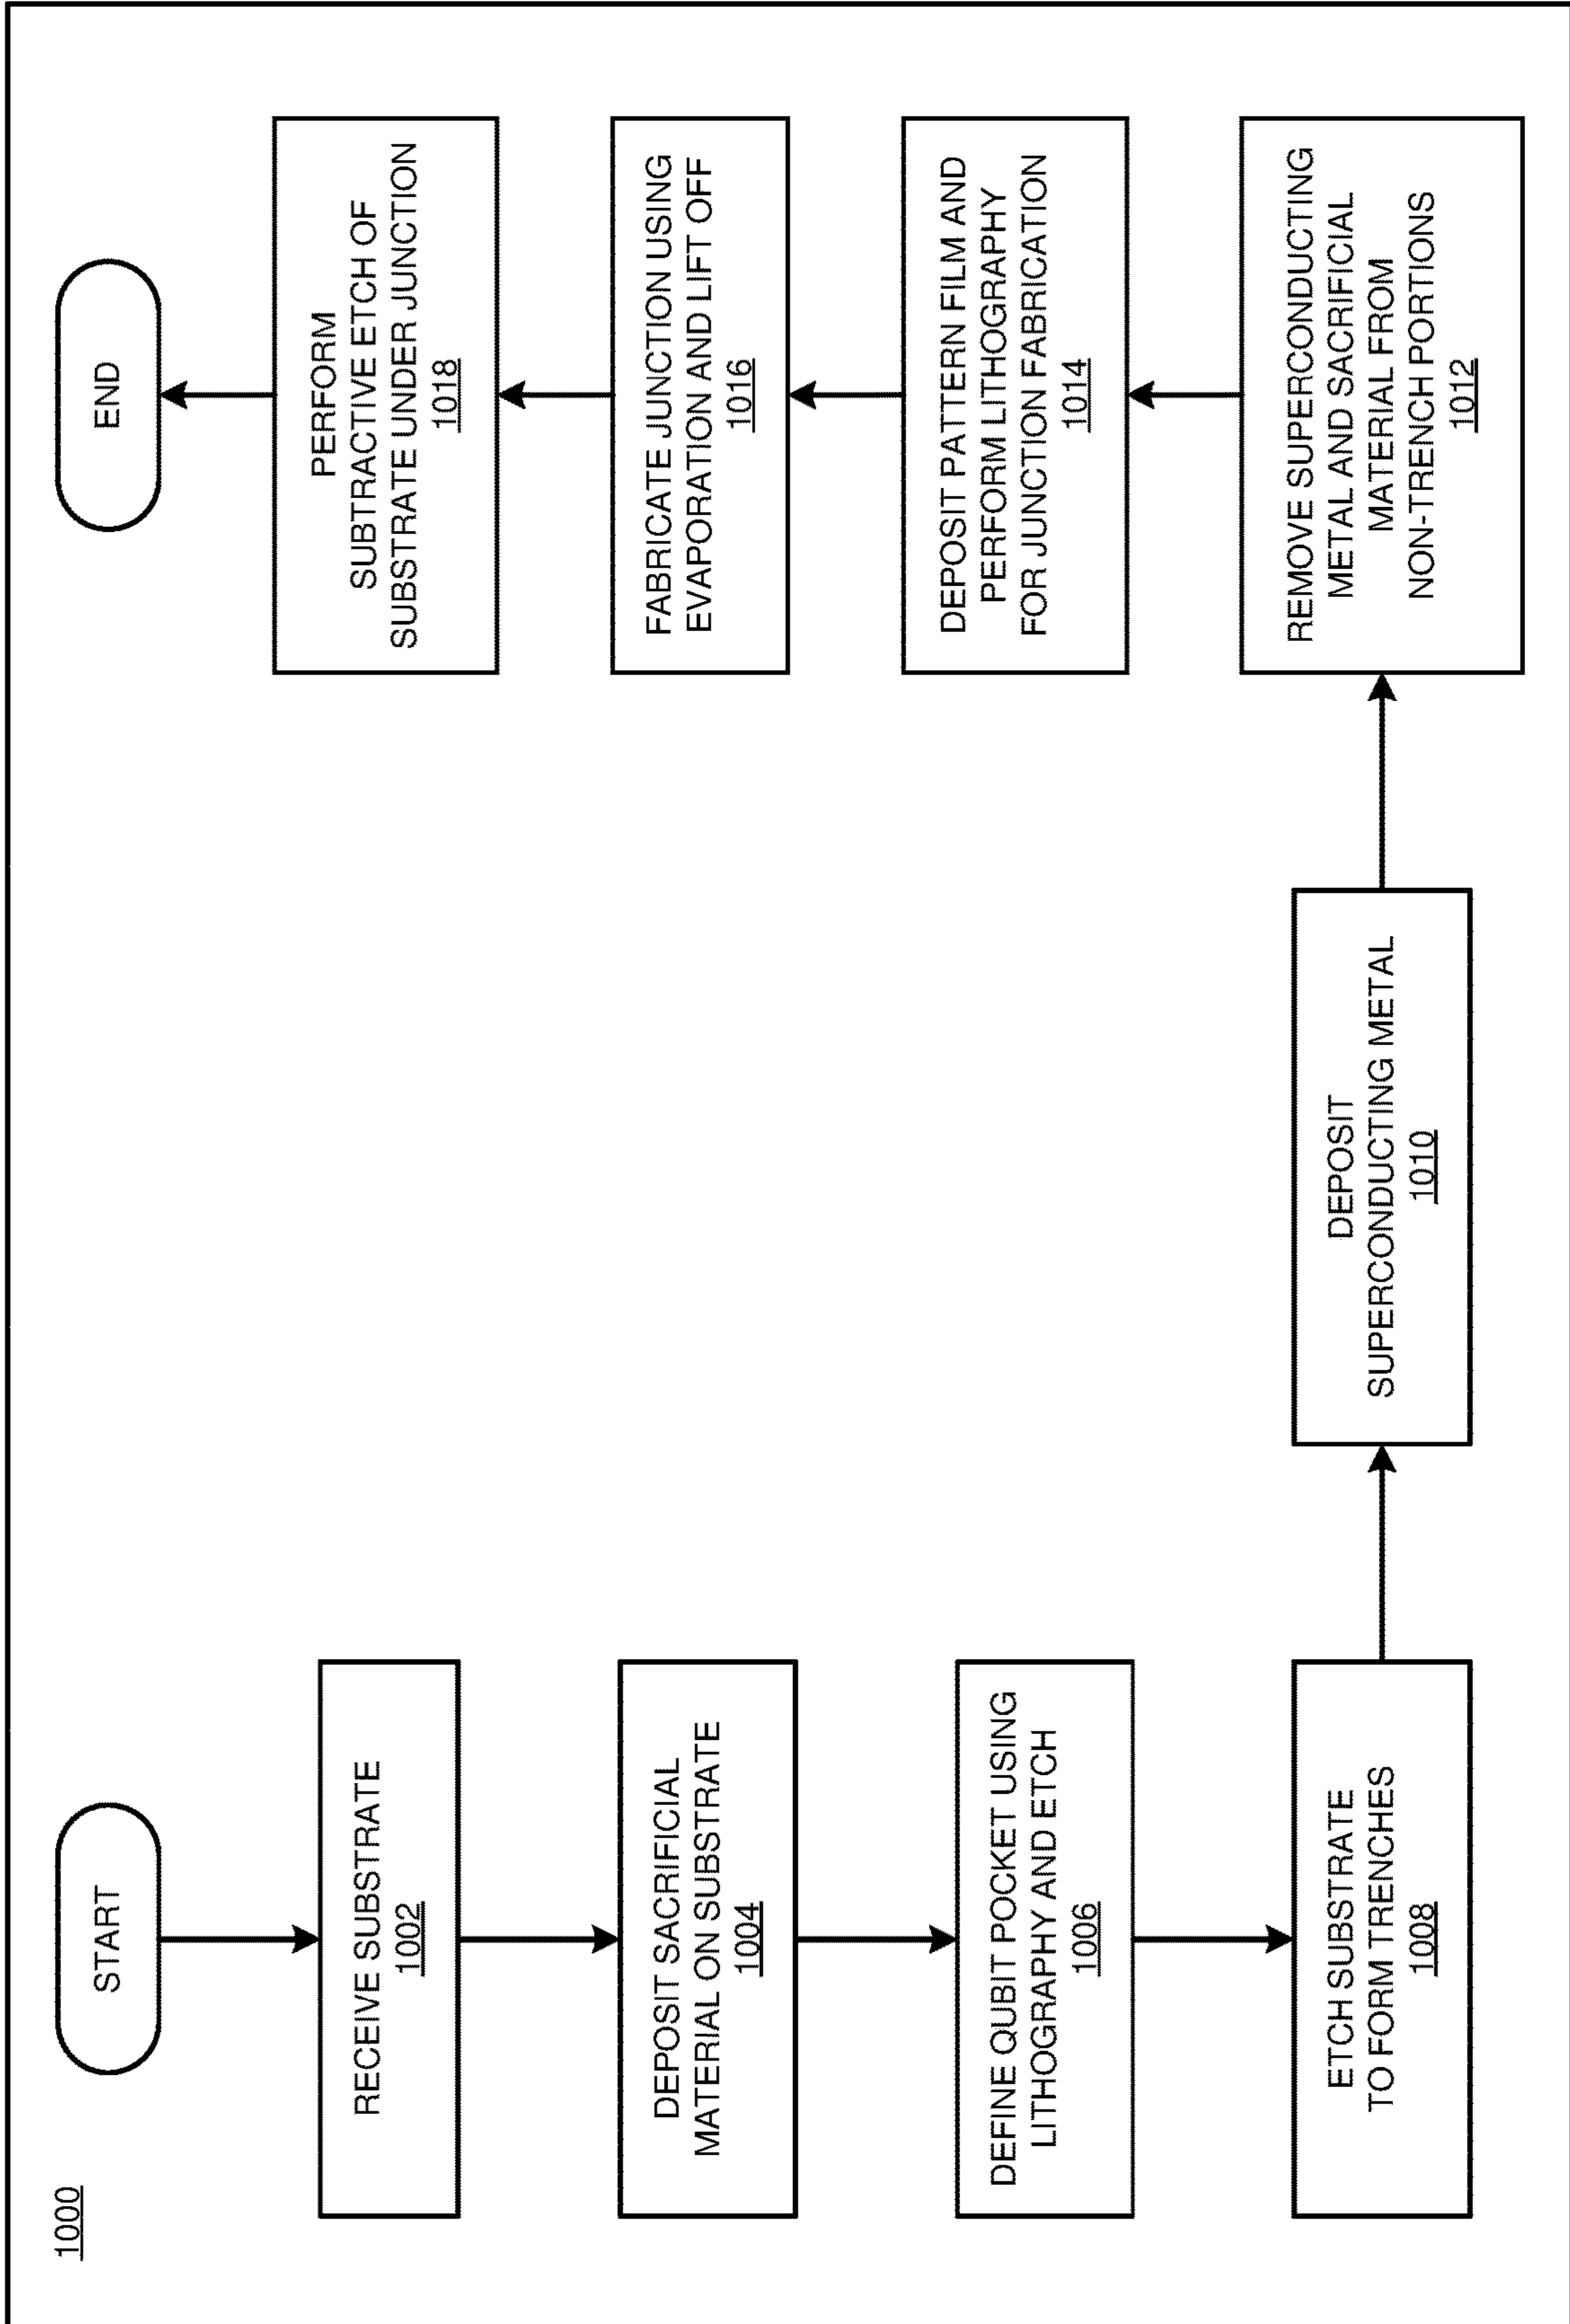 1000
START
RECEIVE SUBSTRATE
1002
DEPOSIT SACRIFICIAL
MATERIAL ON SUBSTRATE
1004
DEFINE QUBIT POCKET USING
LITHOGRAPHY AND ETCH
1006
ETCH SUBSTRATE
TO FORM TRENCHES
1008
DEPOSIT
SUPERCONDUCTING METAL
1010
REMOVE SUPERCONDUCTING
METAL AND SACRIFICIAL
MATERIAL FROM
NON-TRENCH PORTIONS
1012
DEPOSIT PATTERN FILM AND
PERFORM LITHOGRAPHY
FOR JUNCTION FABRICATION
1014
FABRICATE JUNCTION USING
EVAPORATION AND LIFT OFF
1016
PERFORM
SUBTRACTIVE ETCH OF
SUBSTRATE UNDER JUNCTION
1018
END